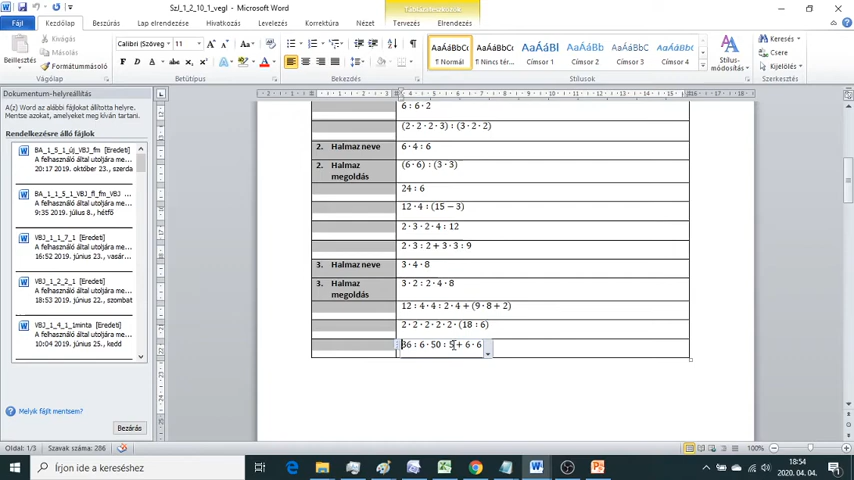 SzJ_1_2_10_1_vegl - Microsoft Word
Táblázateszközök
Fájl Kezdőlap Beszúrás Lap elrendezése Hivatkozás Levelezés Korrektúra Nézet Tervezés Elrendezés
Beillesztés
Kivágás
Másolás
Formátummásoló
Calibri (Szöveg 11
AaBbCcI
¶ Normál
¶ Nincs tér...
Címsor 1
Címsor 2
Címsor 3
Címsor 4
Stílus-módosítás
Keresés
Csere
Kijelölés
Vágólap Betűtípus Bekezdés Stílusok Szerkesztés
Dokumentum-helyreállítás
A(z) Word az alábbi fájlokat állította helyre.
Mentse azokat, amelyeket meg kíván tartani.
Rendelkezésre álló fájlok
BA_1_1_5_1_új_VBJ_fm [Eredeti]
A felhasználó által utoljára me...
20:17 2019. október 23., szerda
BA_1_1_5_1_VBJ_fl_fm_VBJ
A felhasználó által utoljára me...
9:35 2019. július 8., hétfő
VBJ_1_1_7_1 [Eredeti]
A felhasználó által utoljára me...
16:52 2019. június 23., vasár...
VBJ_1_2_2_1 [Eredeti]
A felhasználó által utoljára me...
18:53 2019. június 22., szombat
VBJ_1_4_1_1minta [Eredeti]
A felhasználó által utoljára me...
10:04 2019. június 25., kedd
Melyik fájlt mentsem?
Bezárás
6 : 6 · 2
(2 · 2 · 2 · 3) : (3 · 2 · 2)
2. Halmaz neve 6 · 4 : 6
2. Halmaz megoldás (6 · 6) : (3 · 3)
24 : 6
12 · 4 : (15 − 3)
2 · 3 · 2 · 4 : 12
2 · 3 : 2 + 3 · 3 : 9
3. Halmaz neve 3 · 4 · 8
3. Halmaz megoldás 3 · 2 : 2 · 4 · 8
12 : 4 · 4 : 2 · 4 + (9 · 8 + 2)
2 · 2 · 2 · 2 · 2 · (18 : 6)
36 : 6 · 50 : 5 + 6 · 6
Oldal: 1/3 Szavak száma: 286 100%
Írjon ide a kereséshez
18:54
2020. 04. 04.